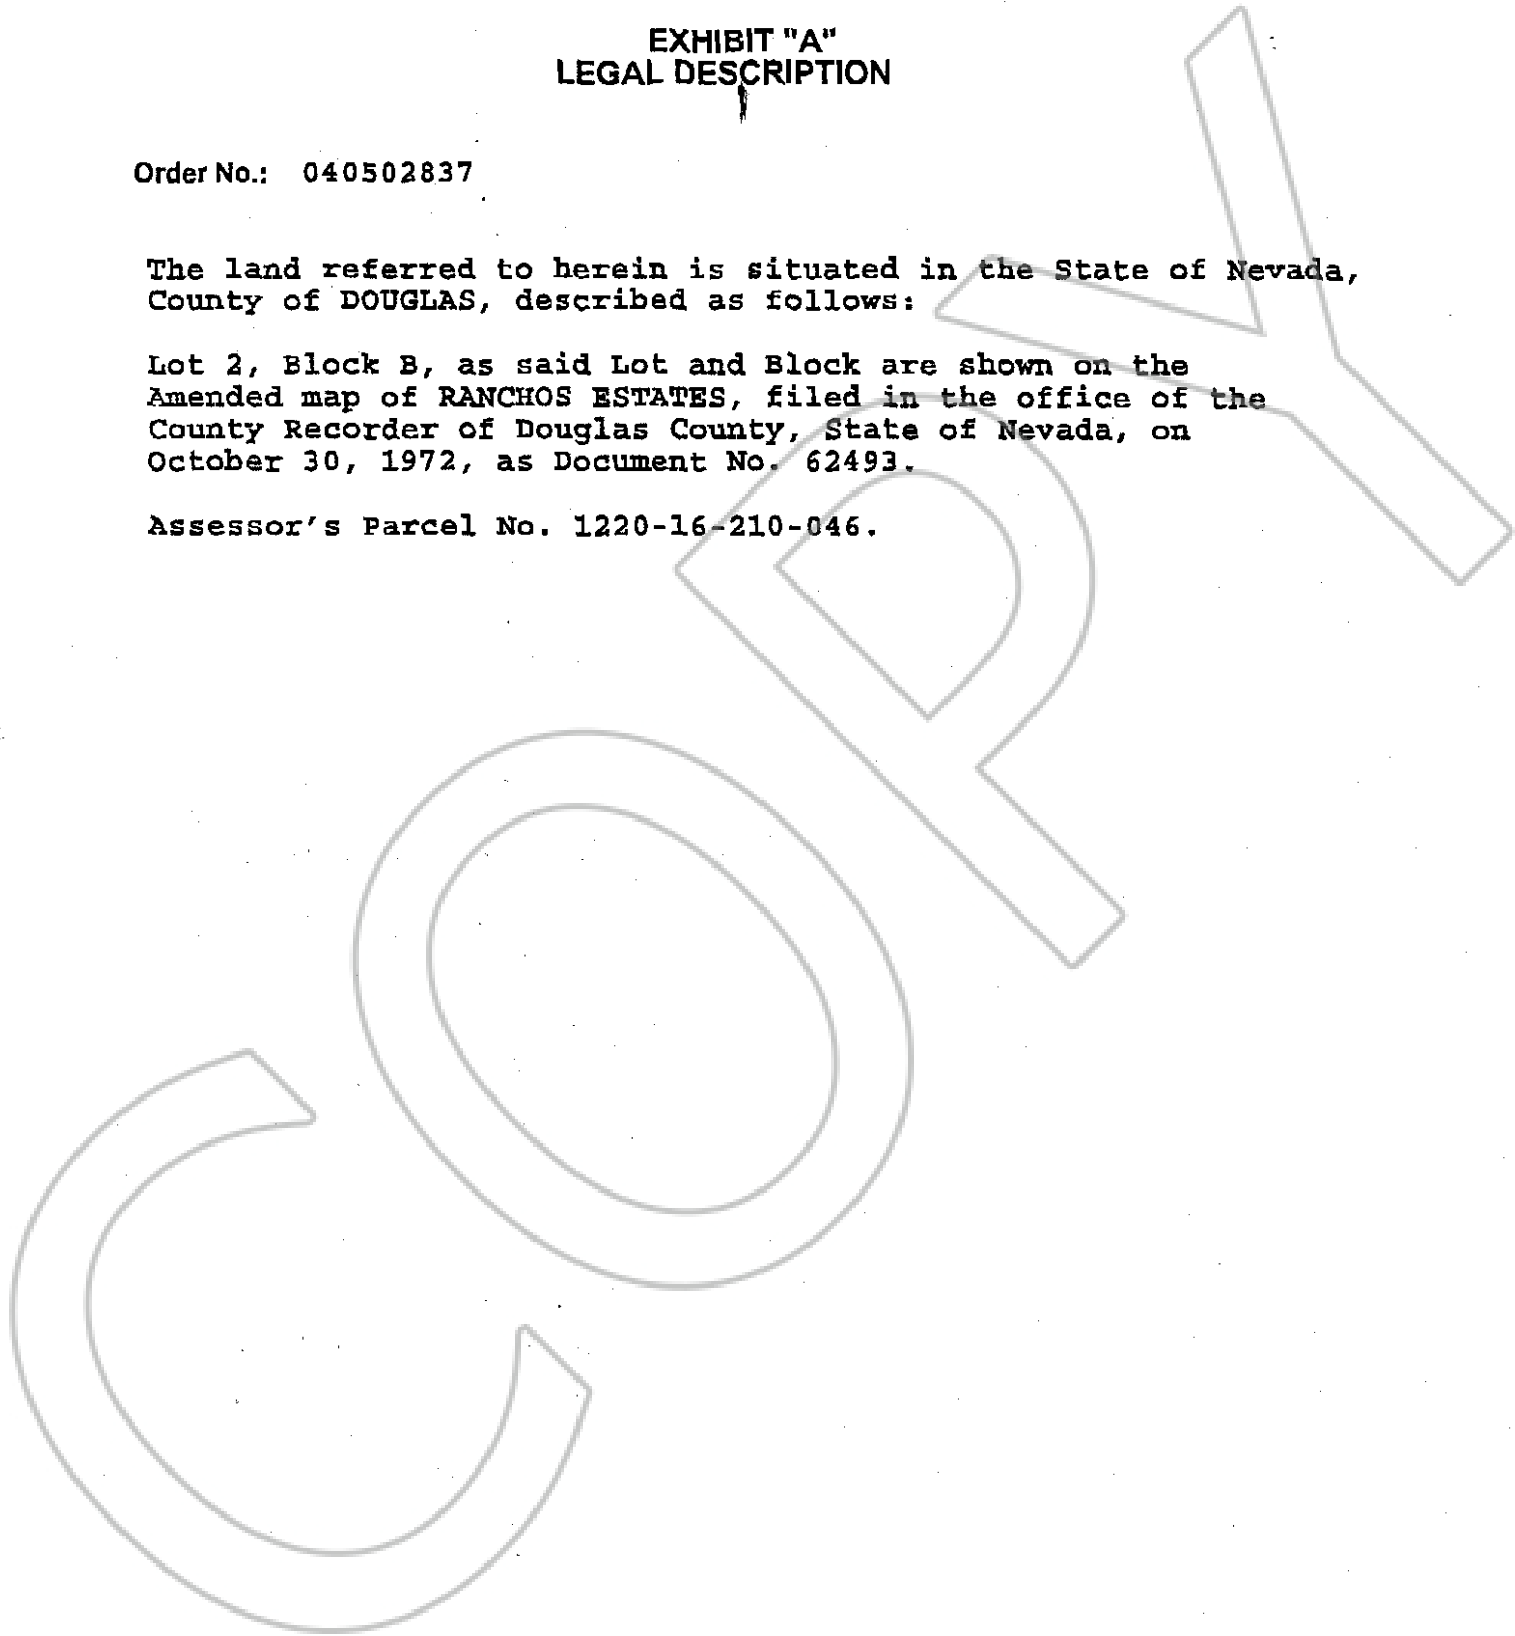 EXHIBIT "A"
LEGAL DESCRIPTION
Order No.: 040502837
The land referred to herein is situated in the State of Nevada,
County of DOUGLAS, described as follows:
Lot 2, Block B, as said Lot and Block are shown on the
Amended map of RANCHOS ESTATES, filed in the office of the
County Recorder of Douglas County, State of Nevada, on
October 30, 1972, as Document No. 62493.
Assessor's Parcel No. 1220-16-210-046.
COPY